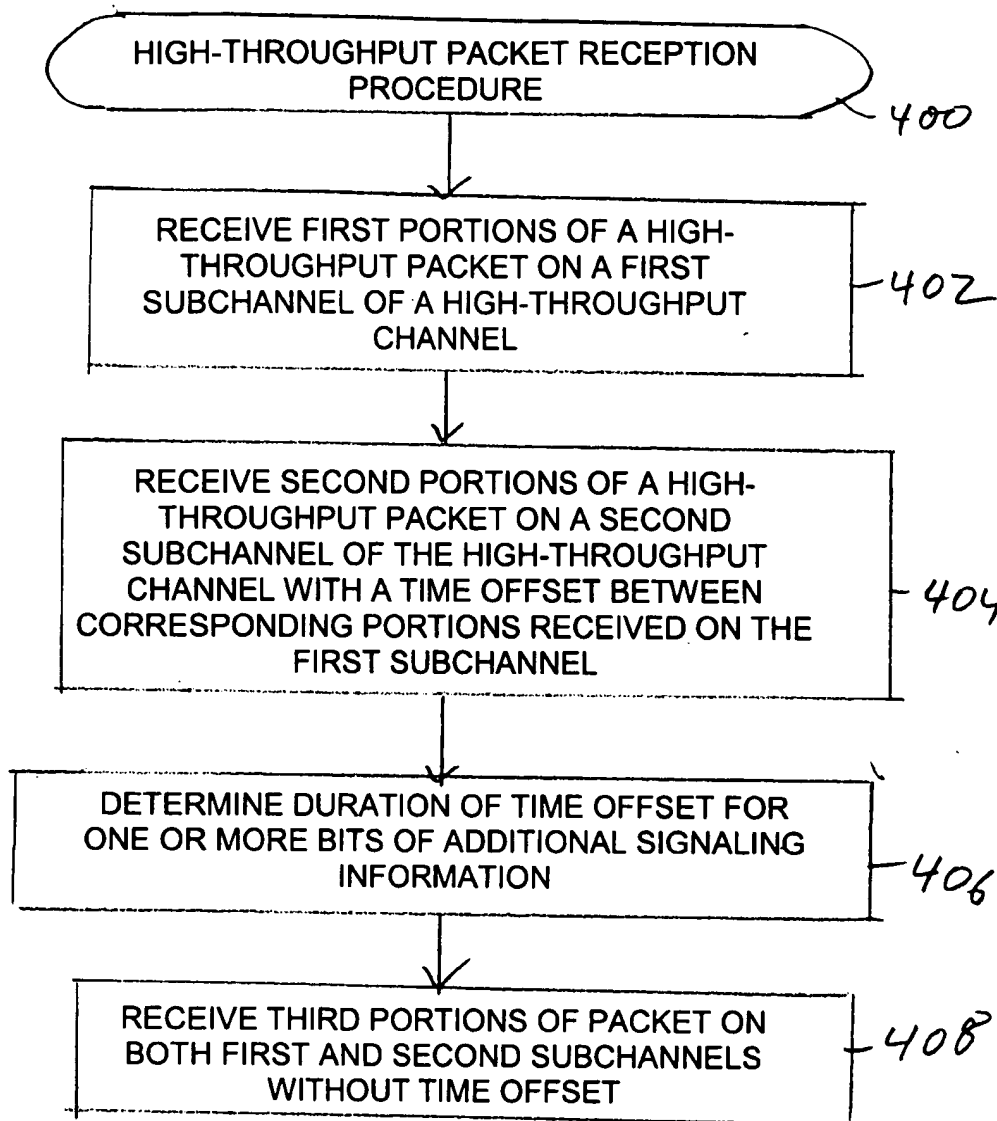 HIGH-THROUGHPUT PACKET RECEPTION
PROCEDURE
400
RECEIVE FIRST PORTIONS OF A HIGH-
THROUGHPUT PACKET ON A FIRST
SUBCHANNEL OF A HIGH-THROUGHPUT
CHANNEL
402
RECEIVE SECOND PORTIONS OF A HIGH-
THROUGHPUT PACKET ON A SECOND
SUBCHANNEL OF THE HIGH-THROUGHPUT
CHANNEL WITH A TIME OFFSET BETWEEN
CORRESPONDING PORTIONS RECEIVED ON THE
FIRST SUBCHANNEL
404
DETERMINE DURATION OF TIME OFFSET FOR
ONE OR MORE BITS OF ADDITIONAL SIGNALING
INFORMATION
406
RECEIVE THIRD PORTIONS OF PACKET ON
BOTH FIRST AND SECOND SUBCHANNELS
WITHOUT TIME OFFSET
408